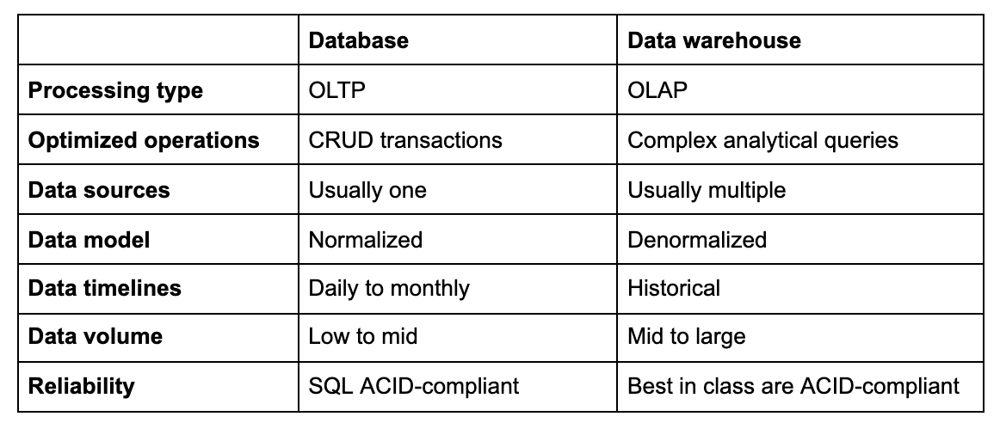 Database Data warehouse
Processing type OLTP OLAP
Optimized operations CRUD transactions Complex analytical queries
Data sources Usually one Usually multiple
Data model Normalized Denormalized
Data timelines Daily to monthly Historical
Data volume Low to mid Mid to large
Reliability SQL ACID-compliant Best in class are ACID-compliant